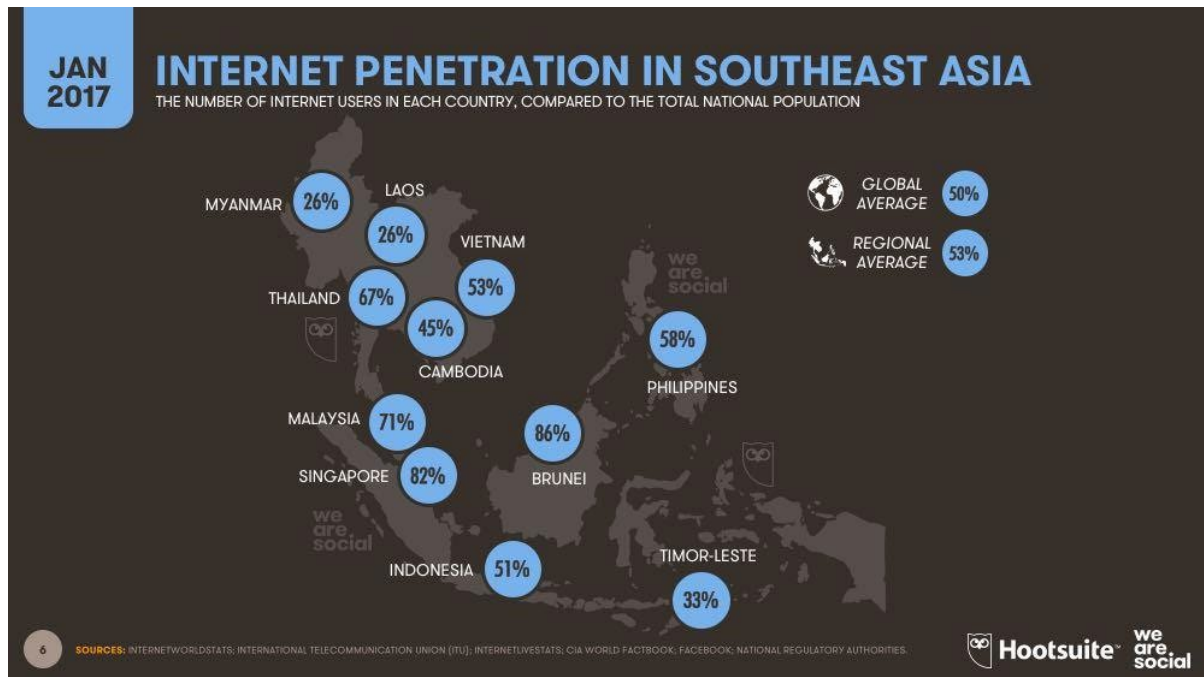 JAN
2017
INTERNET PENETRATION IN SOUTHEAST ASIA
THE NUMBER OF INTERNET USERS IN EACH COUNTRY, COMPARED TO THE TOTAL NATIONAL POPULATION
MYANMAR 26%
LAOS
26%
VIETNAM
53%
THAILAND 67%
45%
CAMBODIA
GLOBAL
AVERAGE
50%
REGIONAL
AVERAGE
53%
we
are
social
58%
PHILIPPINES
MALAYSIA 71%
SINGAPORE 82%
86%
BRUNEI
we
are
social
INDONESIA 51%
TIMOR-LESTE
33%
6
SOURCES: INTERNETWORLDSTATS; INTERNATIONAL TELECOMMUNICATION UNION (ITU); INTERNETLIVESTATS; CIA WORLD FACTBOOK; FACEBOOK; NATIONAL REGULATORY AUTHORITIES.
Hootsuite™
we
are
social